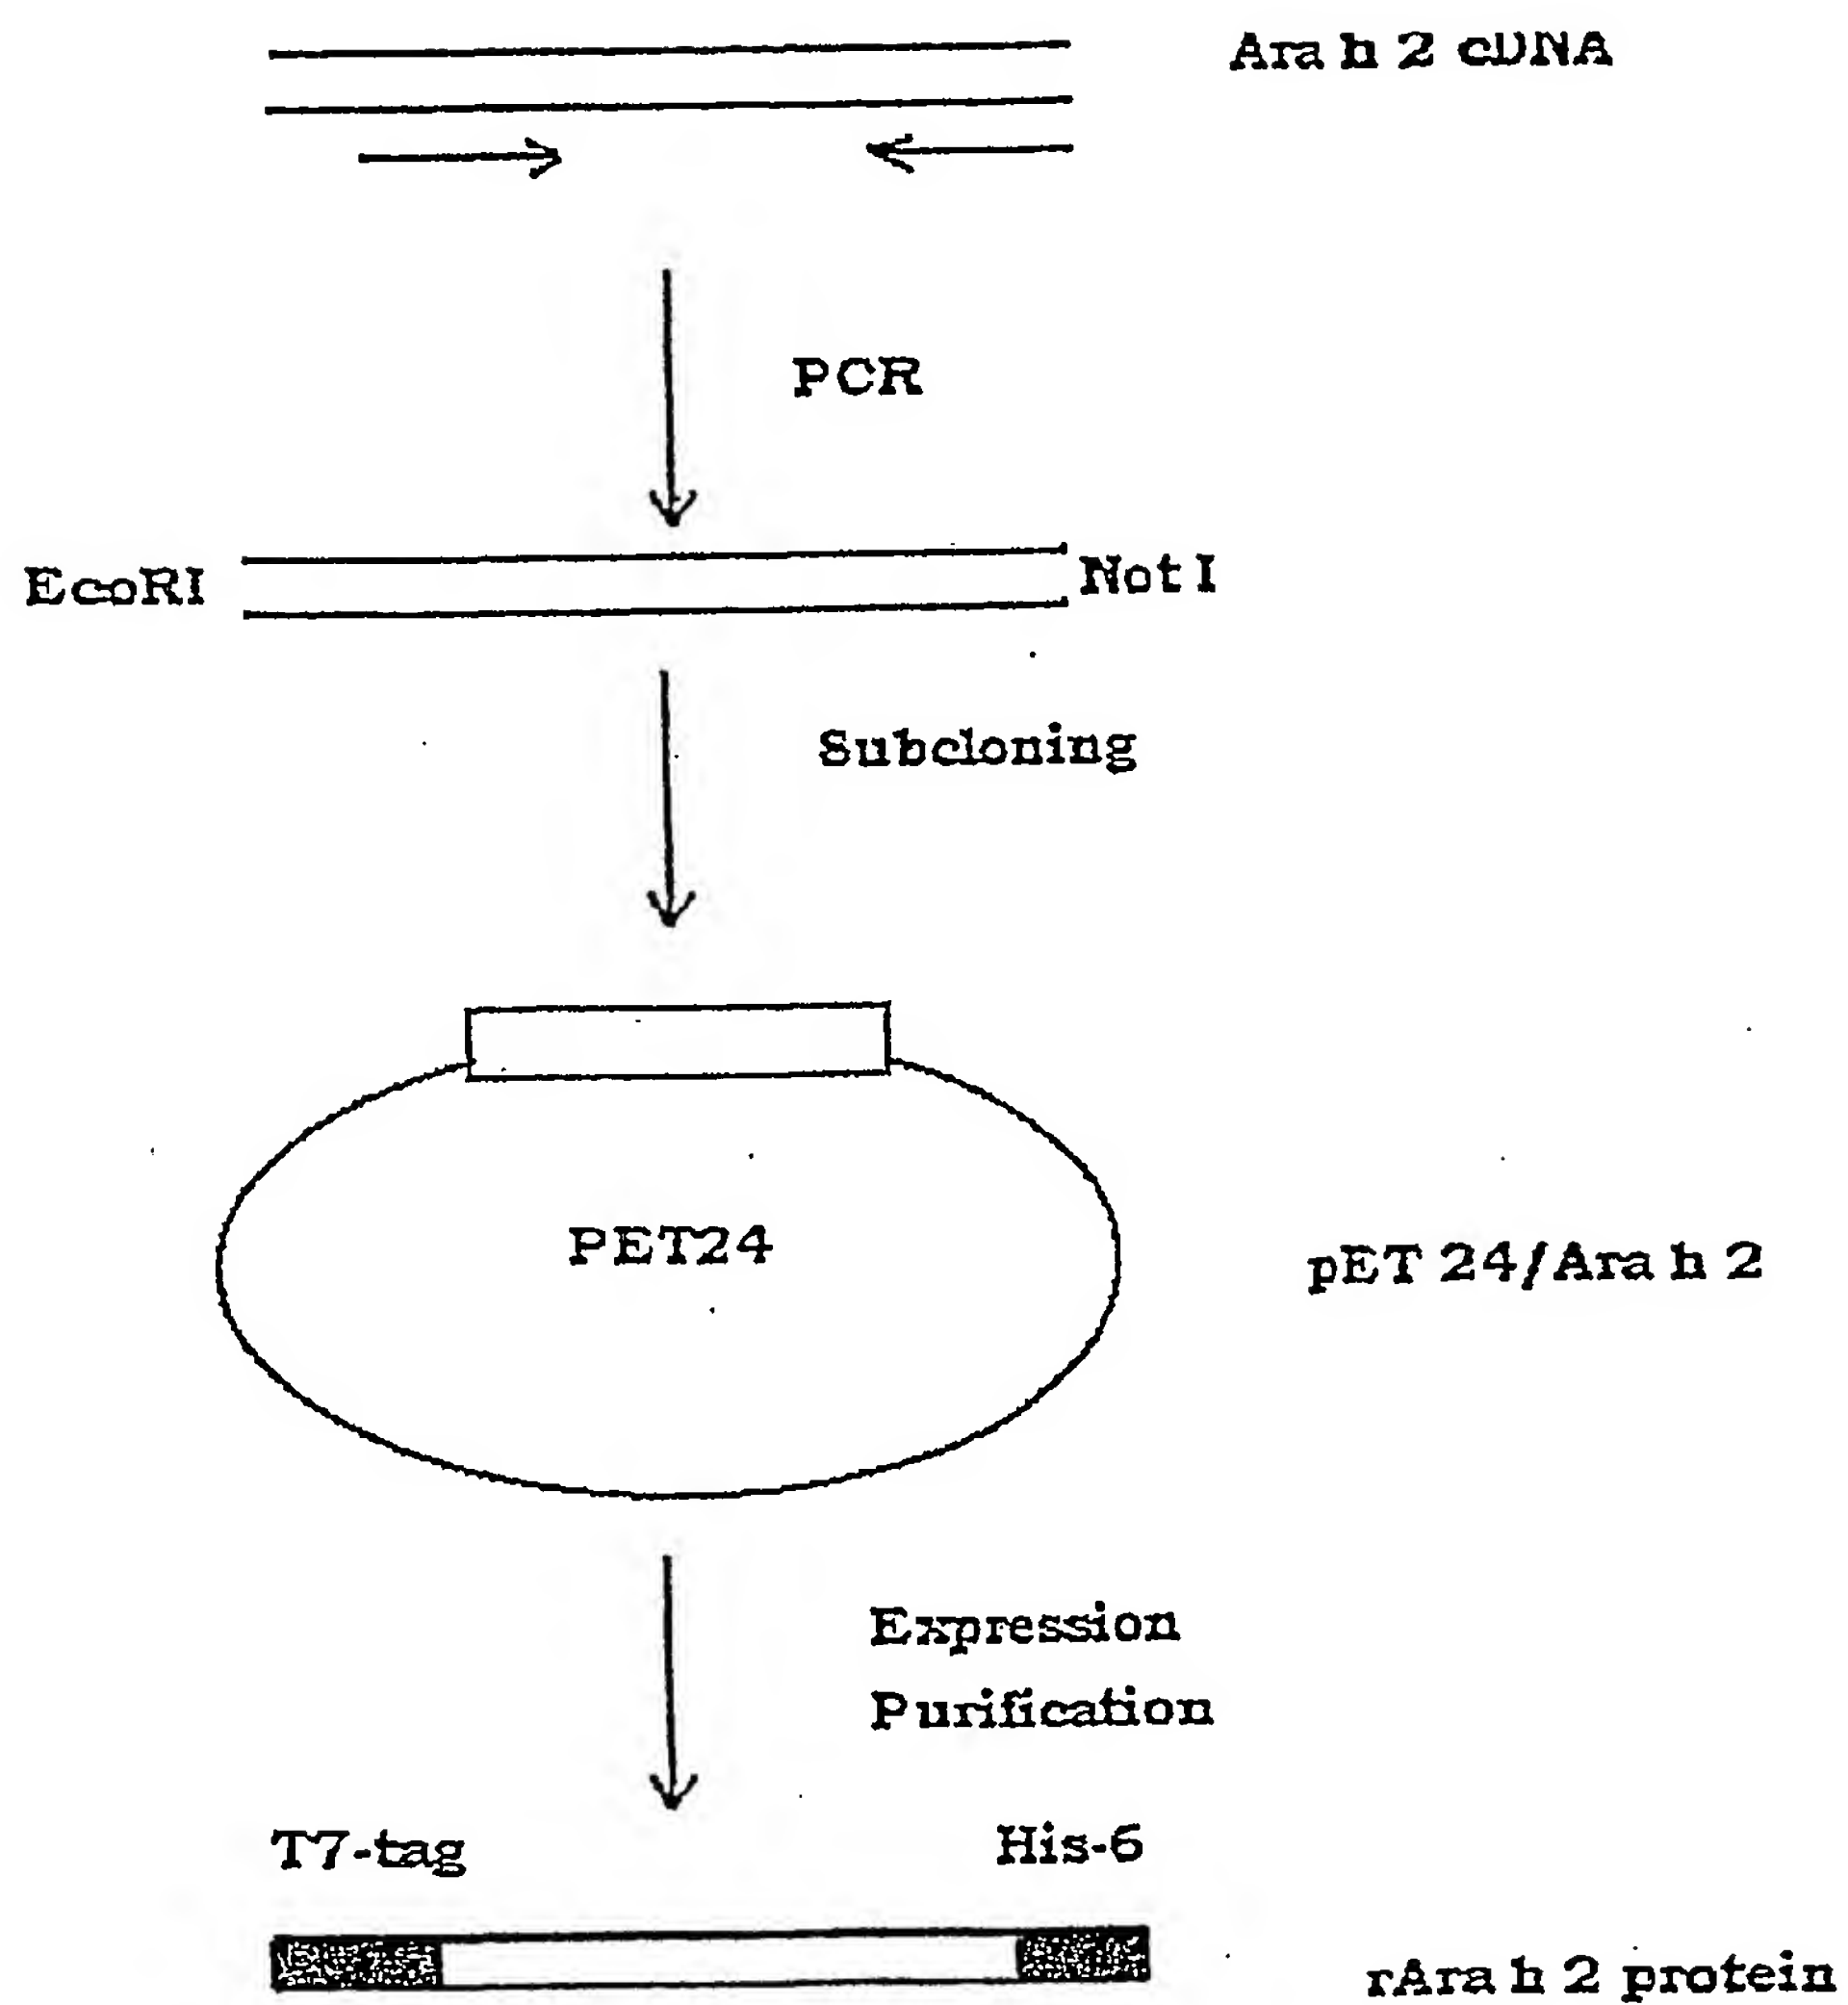 Ara h 2 cDNA
PCR
EcoRI
Not I
Subcloning
PET24
pET 24/Ara h 2
Expression
Purification
T7-tag
His-6
rAra h 2 protein